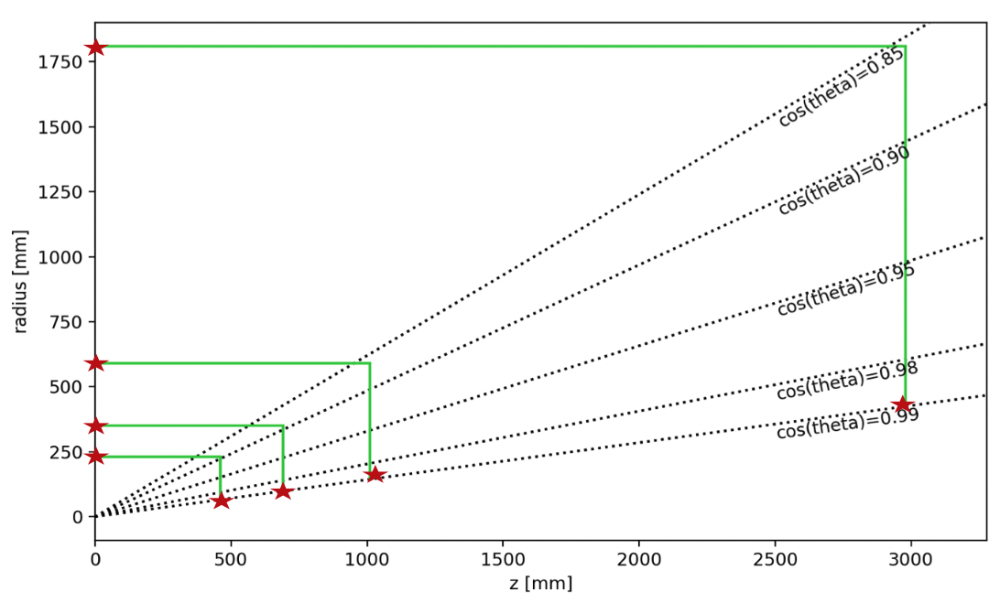 1750
1500
1250
1000
750
500
250
0
radius [mm]
cos(theta)=0.85
cos(theta)=0.90
cos(theta)=0.95
cos(theta)=0.98
cos(theta)=0.99
0 500 1000 1500 2000 2500 3000
z [mm]